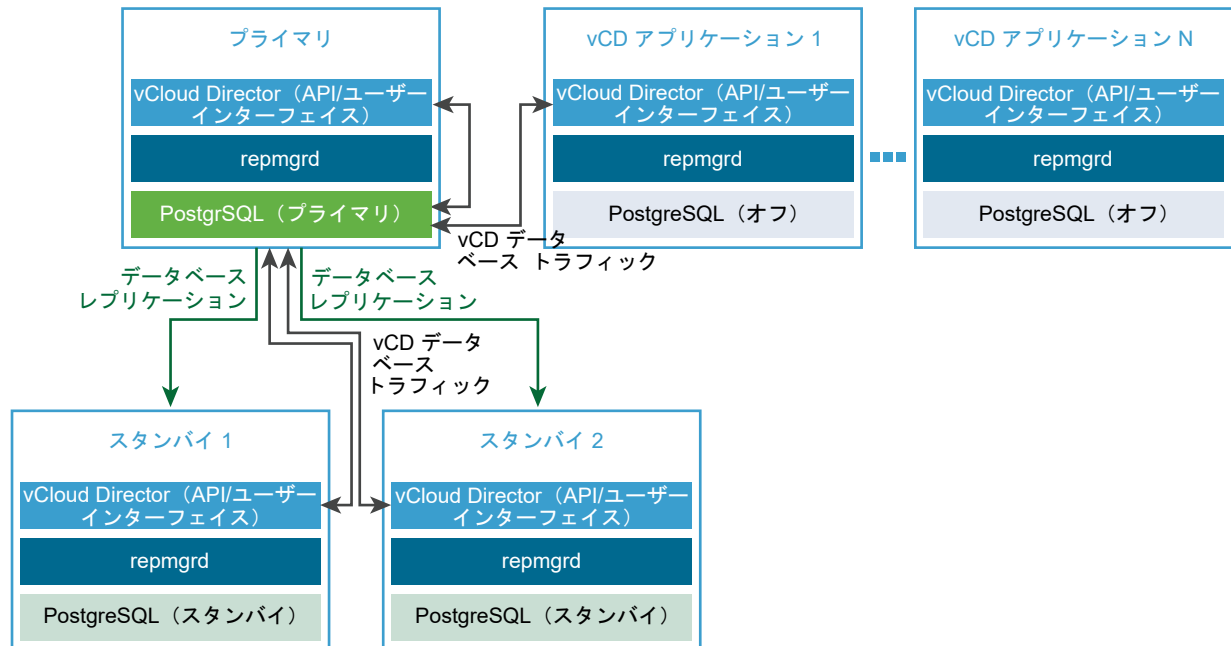 プライマリ
vCloud Director（API/ユーザー
インターフェイス）
repmgrd
PostgrSQL（プライマリ）
vCD アプリケーション 1
vCloud Director（API/ユーザー
インターフェイス）
repmgrd
PostgreSQL（オフ）
vCD アプリケーション N
vCloud Director（API/ユーザー
インターフェイス）
repmgrd
PostgreSQL（オフ）
vCD データ
ベース トラフィック
データベース
レプリケーション
データベース
レプリケーション
vCD データ
ベース
トラフィック
スタンバイ 1
vCloud Director（API/ユーザー
インターフェイス）
repmgrd
PostgreSQL（スタンバイ）
スタンバイ 2
vCloud Director（API/ユーザー
インターフェイス）
repmgrd
PostgreSQL（スタンバイ）